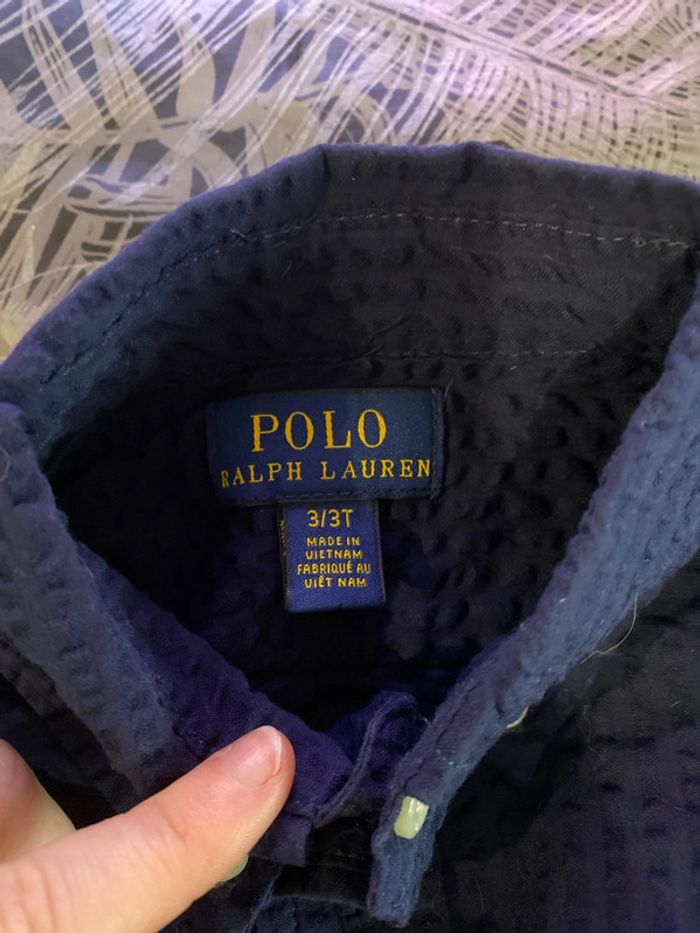 POLO
RALPH LAUREN
3/3T
MADE IN
VIETNAM
FABRIQUÉ AU
VIÊT NAM